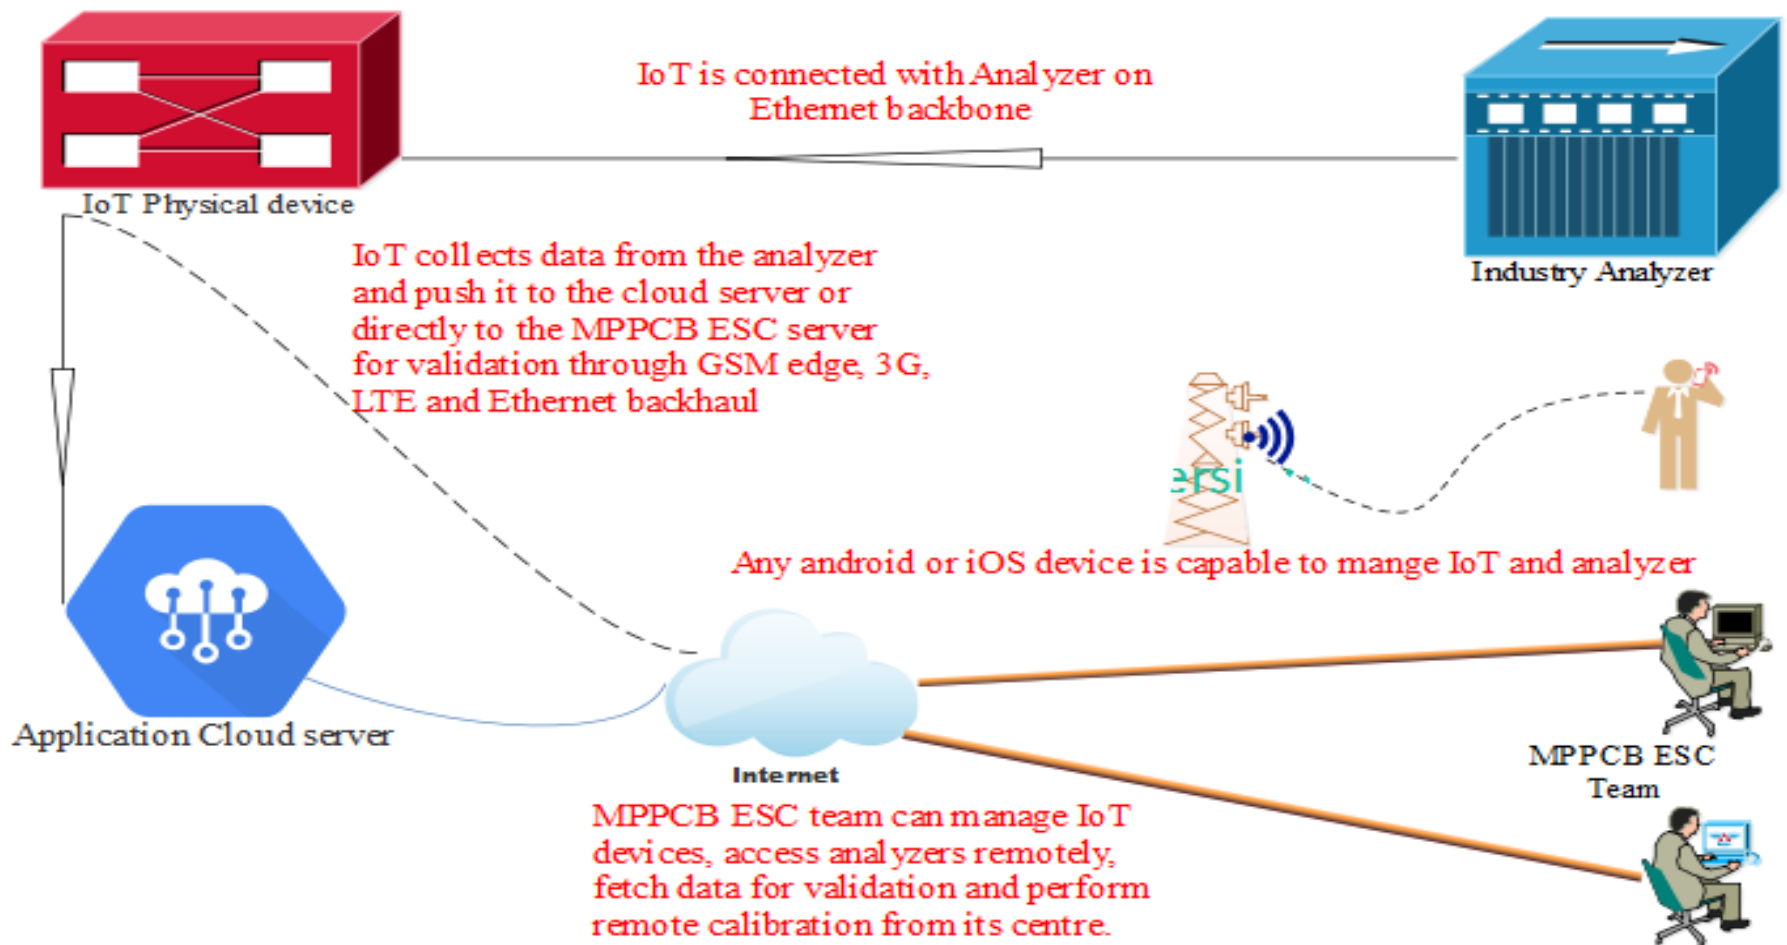 IoT is connected with Analyzer on
Ethernet backbone
IoT Physical device
Industry Analyzer
IoT collects data from the analyzer
and push it to the cloud server or
directly to the MPPCB ESC server
for validation through GSM edge, 3G,
LTE and Ethernet backhaul
ersi
Any android or iOS device is capable to mange IoT and analyzer
Application Cloud server
Internet
MPPCB ESC
Team
MPPCB ESC team can manage IoT
devices, access analyzers remotely,
fetch data for validation and perform
remote calibration from its centre.